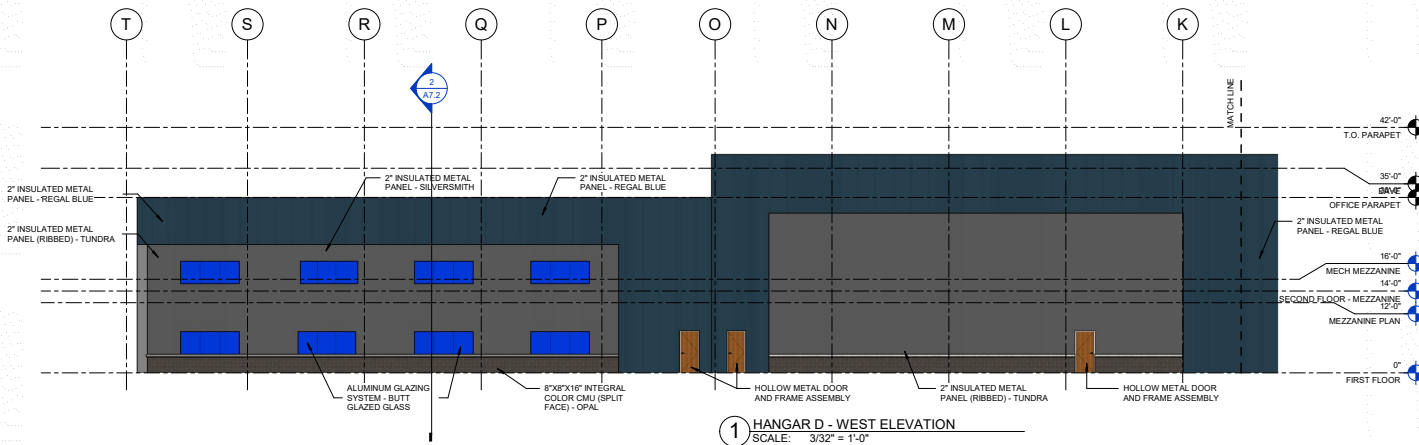 T S R Q P O N M L K
2
A7.2
MATCH LINE
42'-0"
T.O. PARAPET
35'-0"
EAVE
OFFICE PARAPET
2" INSULATED METAL
PANEL - REGAL BLUE
2" INSULATED METAL
PANEL - SILVERSMITH
2" INSULATED METAL
PANEL - REGAL BLUE
2" INSULATED METAL
PANEL (RIBBED) - TUNDRA
2" INSULATED METAL
PANEL - REGAL BLUE
16'-0"
MECH MEZZANINE
14'-0"
SECOND FLOOR - MEZZANINE
12'-0"
MEZZANINE PLAN
0"
FIRST FLOOR
ALUMINUM GLAZING
SYSTEM - BUTT
GLAZED GLASS
8"X8"X16" INTEGRAL
COLOR CMU (SPLIT
FACE) - OPAL
HOLLOW METAL DOOR
AND FRAME ASSEMBLY
2" INSULATED METAL
PANEL (RIBBED) - TUNDRA
HOLLOW METAL DOOR
AND FRAME ASSEMBLY
1
HANGAR D - WEST ELEVATION
SCALE: 3/32" = 1'-0"